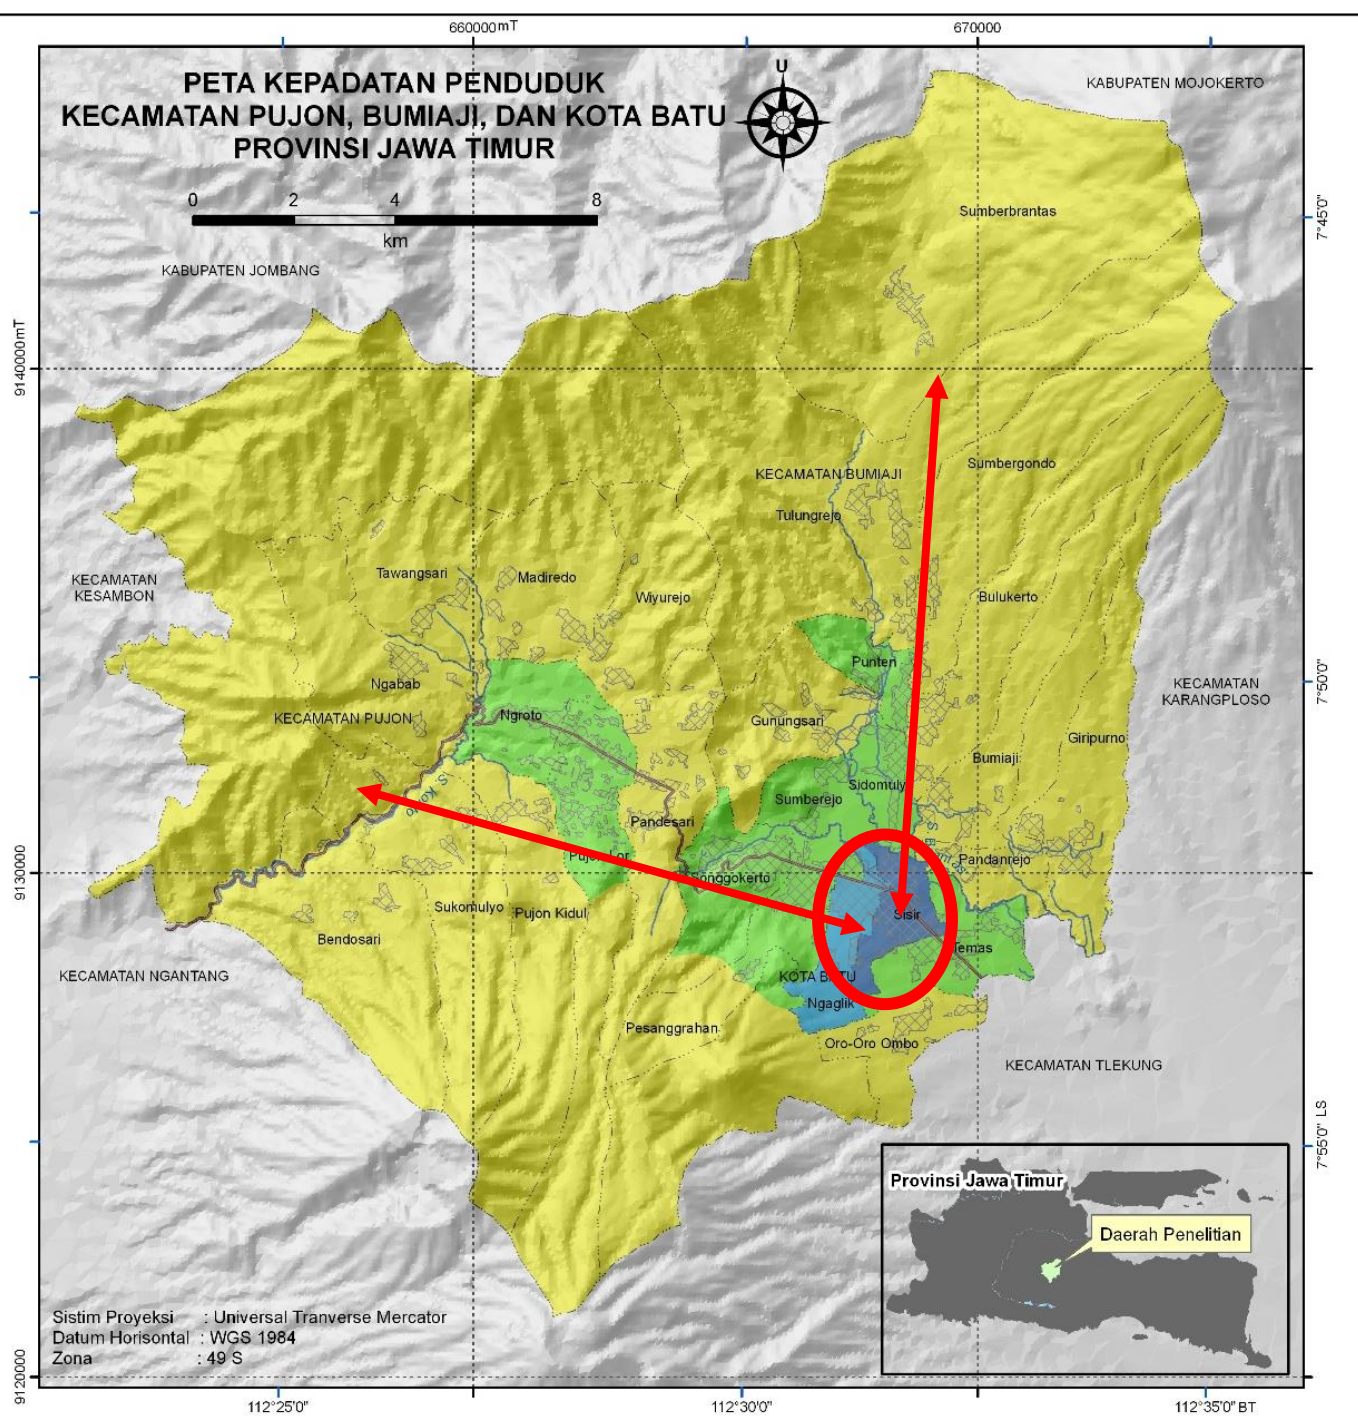 660000mT
670000
PETA KEPADATAN PENDUDUK
KECAMATAN PUJON, BUMIAJI, DAN KOTA BATU
PROVINSI JAWA TIMUR
U
KABUPATEN MOJOKERTO
0 2 4 8
km
Sumberbrantas
7°45'0"
KABUPATEN JOMBANG
9140000mT
Sumbergondo
KECAMATAN BUMIAJI
Tulungrejo
Tawangsari
Madiredo
KECAMATAN
KESAMBON
Wiyurejo
Bulukerto
Punten
Ngabab
KECAMATAN
KARANGPLOSO
7°50'0"
KECAMATAN PUJON
Ngroto
Gunungsari
Giripurno
Bumiaji
Sidomuly
Sumberejo
Pandesari
Pandanrejo
9130000
Sukomulyo
Pujon Kidul
Sisir
Bendosari
Temas
KECAMATAN NGANTANG
KOTA BATU
Ngaglik
Pesanggrahan
Oro-Oro Ombo
KECAMATAN TLEKUNG
7°55'0" LS
Provinsi Jawa Timur
Daerah Penelitian
Sistim Proyeksi : Universal Tranverse Mercator
Datum Horisontal : WGS 1984
Zona : 49 S
9120000
112°25'0"
112°30'0"
112°35'0" BT